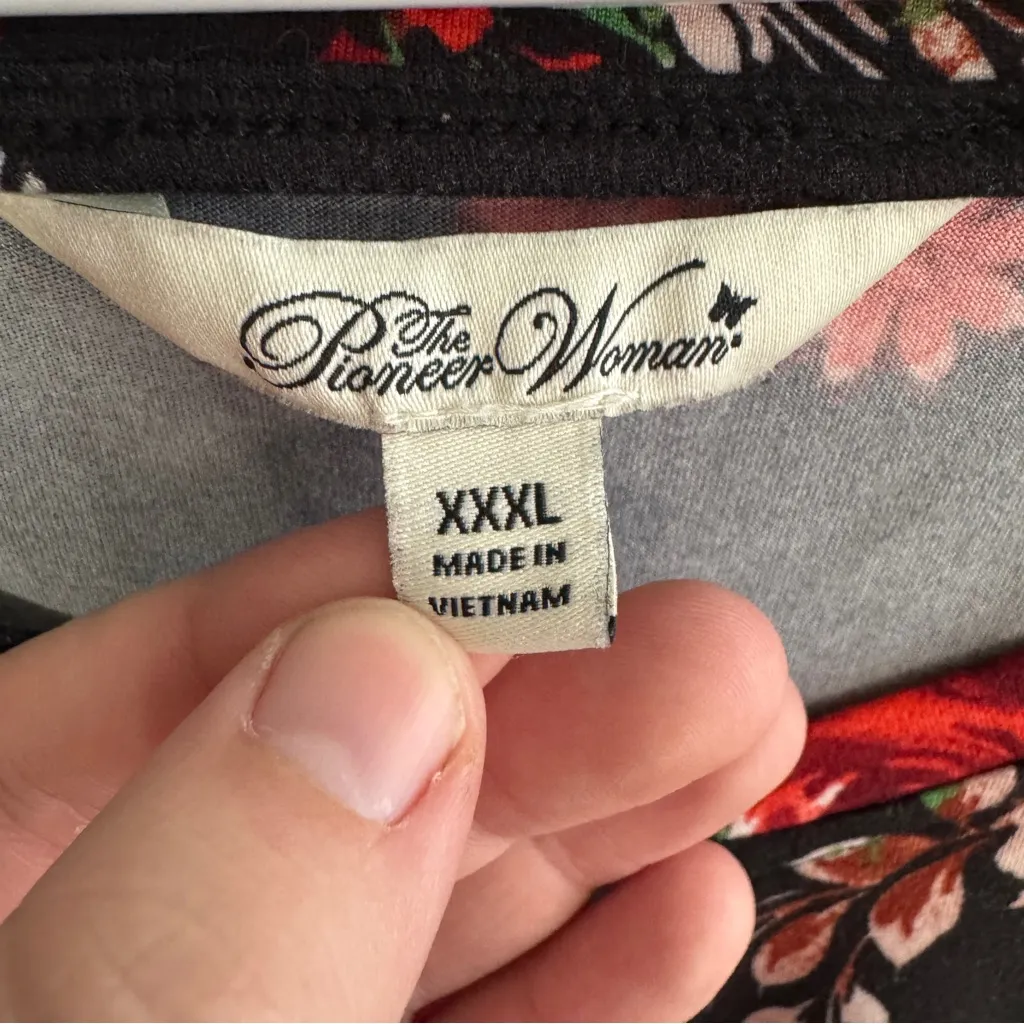 The
Pioneer Woman
XXXL
MADE IN
VIETNAM